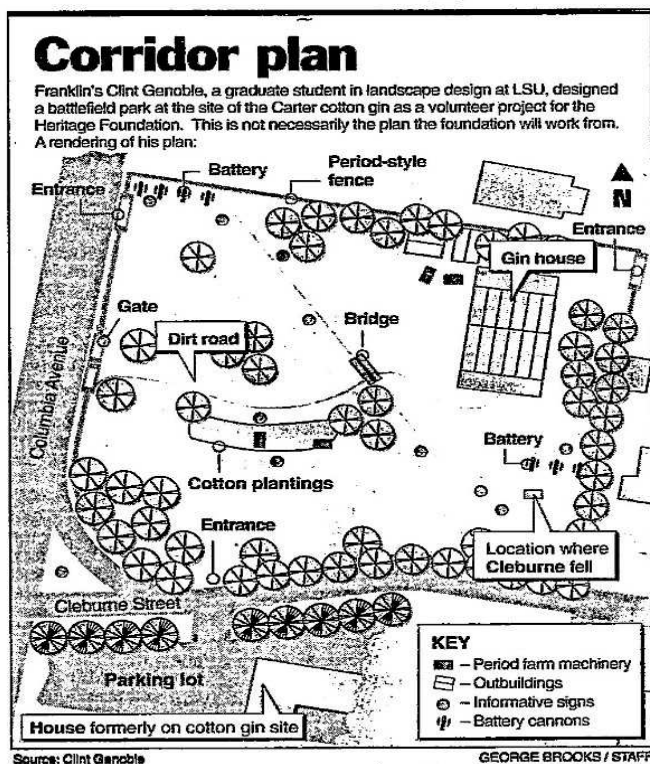 Corridor plan
Franklin's Clint Genoble, a graduate student in landscape design at LSU, designed
a battlefield park at the site of the Carter cotton gin as a volunteer project for the
Heritage Foundation. This is not necessarily the plan the foundation will work from.
A rendering of his plan:
Battery
Period-style
fence
Entrance
N
Entrance
Gin house
Gate
Dirt road
Bridge
Columbia Avenue
Battery
Cotton plantings
Entrance
Location where
Cleburne fell
Cleburne Street
KEY
– Period farm machinery
– Outbuildings
– Informative signs
– Battery cannons
Parking lot
House formerly on cotton gin site
Source: Clint Genoble
GEORGE BROOKS / STAFF